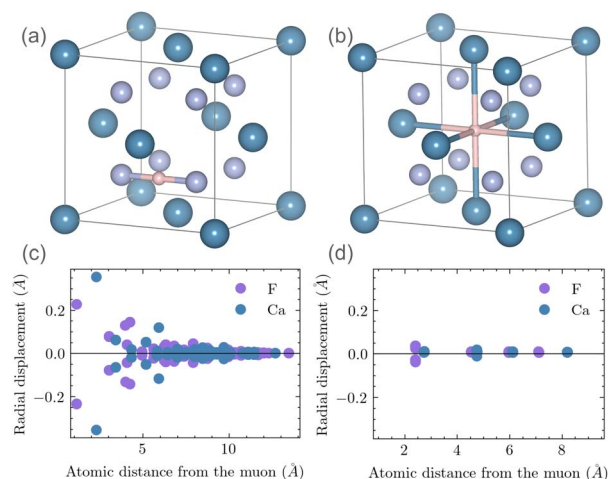 (a)
(b)
(c)
(d)
Radial displacement (Å)
0.2
0.0
−0.2
F
Ca
5
10
Atomic distance from the muon (Å)
Radial displacement (Å)
0.2
0.0
−0.2
F
Ca
2
4
6
8
Atomic distance from the muon (Å)